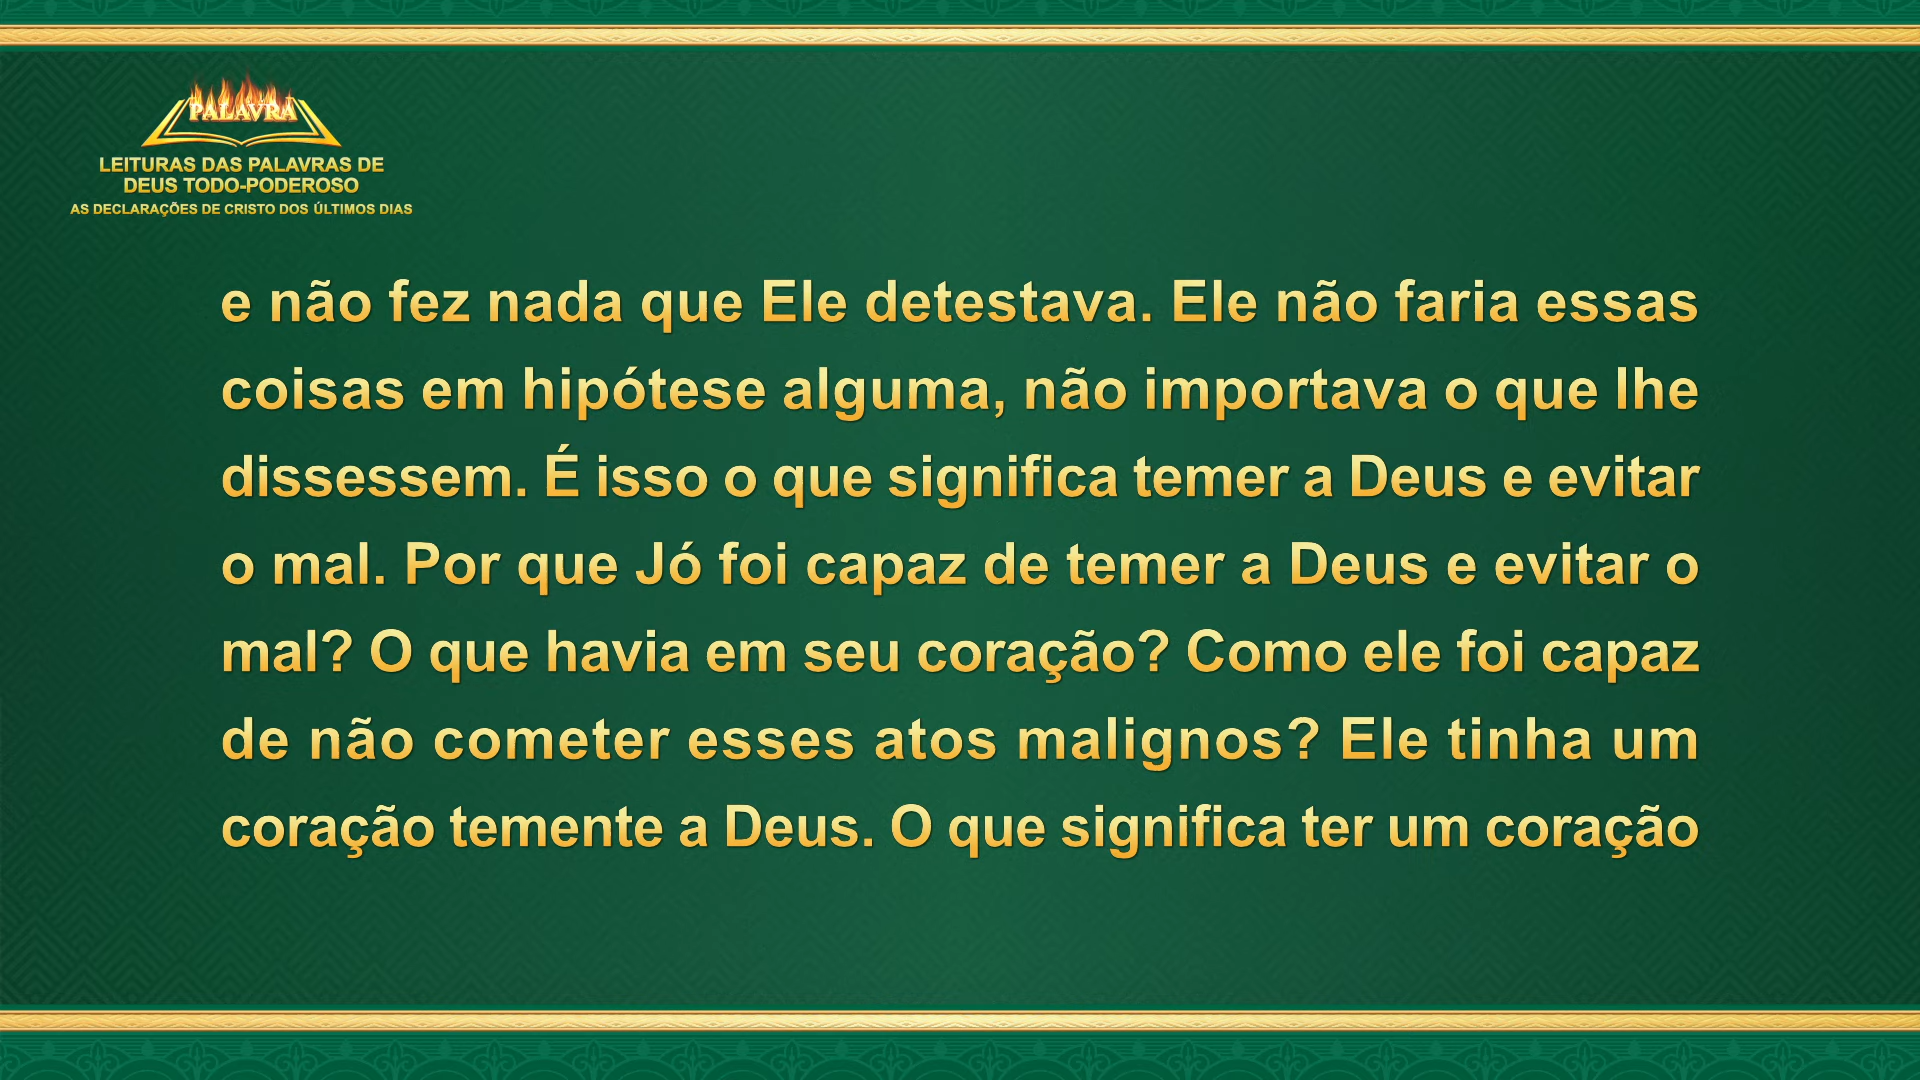 PALAVRA
LEITURAS DAS PALAVRAS DE
DEUS TODO-PODEROSO
AS DECLARAÇÕES DE CRISTO DOS ÚLTIMOS DIAS
e não fez nada que Ele detestava. Ele não faria essas
coisas em hipótese alguma, não importava o que lhe
dissessem. É isso o que significa temer a Deus e evitar
o mal. Por que Jó foi capaz de temer a Deus e evitar o
mal? O que havia em seu coração? Como ele foi capaz
de não cometer esses atos malignos? Ele tinha um
coração temente a Deus. O que significa ter um coração